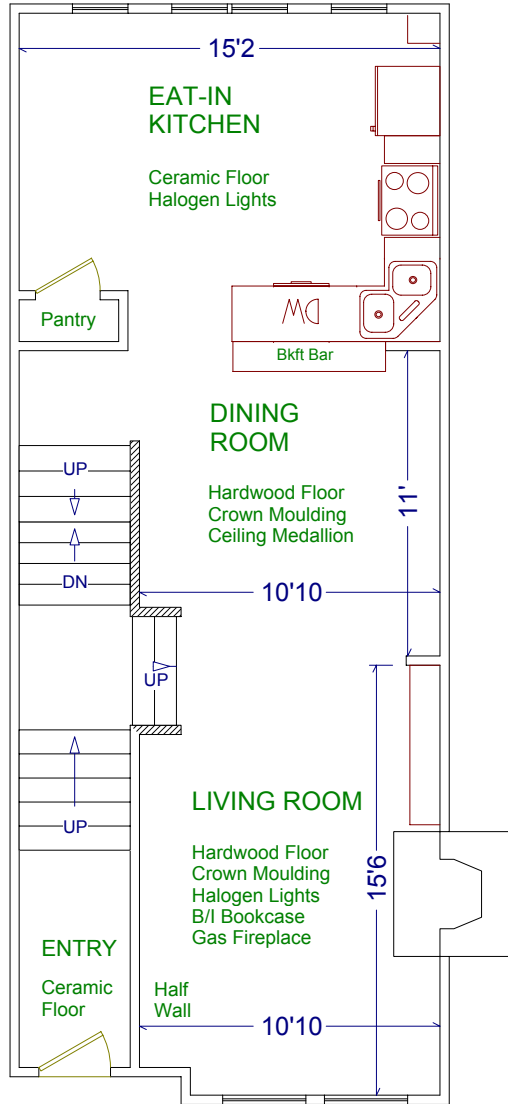 15'2
EAT-IN
KITCHEN
Ceramic Floor
Halogen Lights
Pantry
DW
Bkft Bar
DINING
ROOM
Hardwood Floor
Crown Moulding
Ceiling Medallion
11'
UP
DN
10'10
UP
UP
LIVING ROOM
Hardwood Floor
Crown Moulding
Halogen Lights
B/I Bookcase
Gas Fireplace
15'6
ENTRY
Ceramic
Floor
Half
Wall
10'10